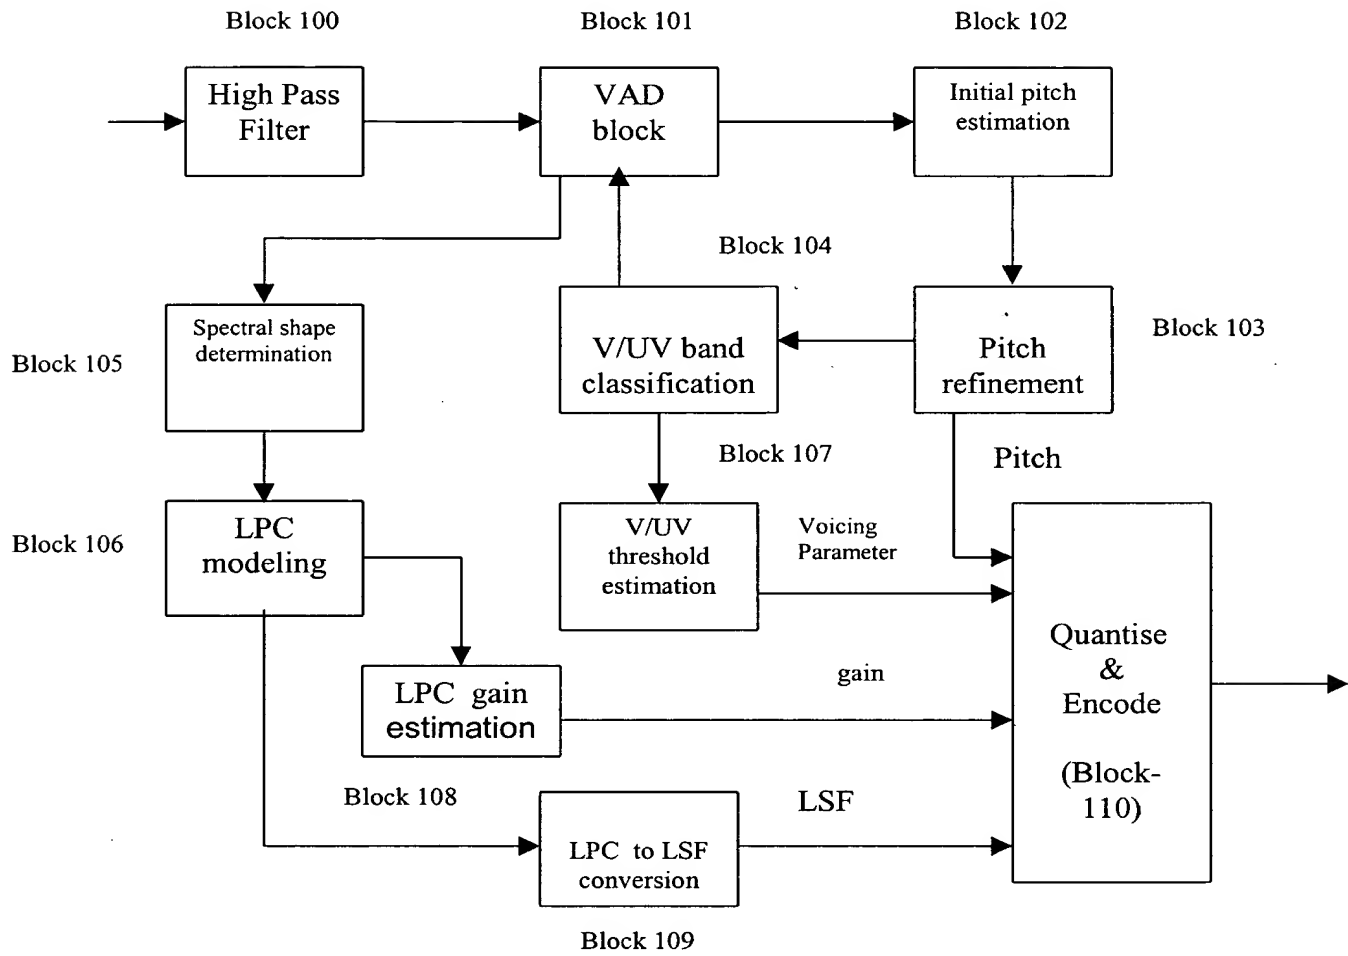 Block 100
Block 101
Block 102
High Pass
Filter
VAD
block
Initial pitch
estimation
Block 104
Block 103
Spectral shape
determination
Block 105
V/UV band
classification
Pitch
refinement
Block 107
Pitch
Block 106
LPC
modeling
V/UV
threshold
estimation
Voicing
Parameter
Quantise
&
Encode
(Block-
110)
LPC gain
estimation
gain
Block 108
LSF
LPC to LSF
conversion
Block 109